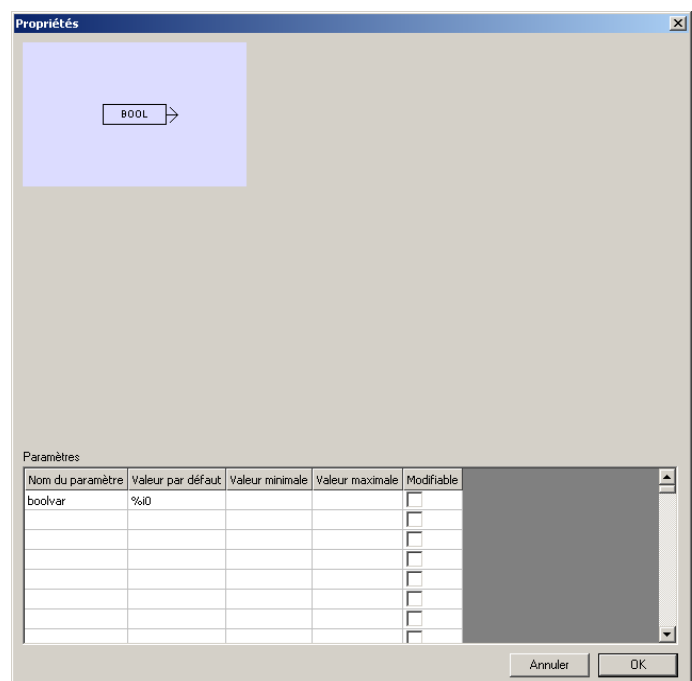 Propriétés
BOOL
Paramètres
Nom du paramètre Valeur par défaut Valeur minimale Valeur maximale Modifiable
boolvar %i0
Annuler OK